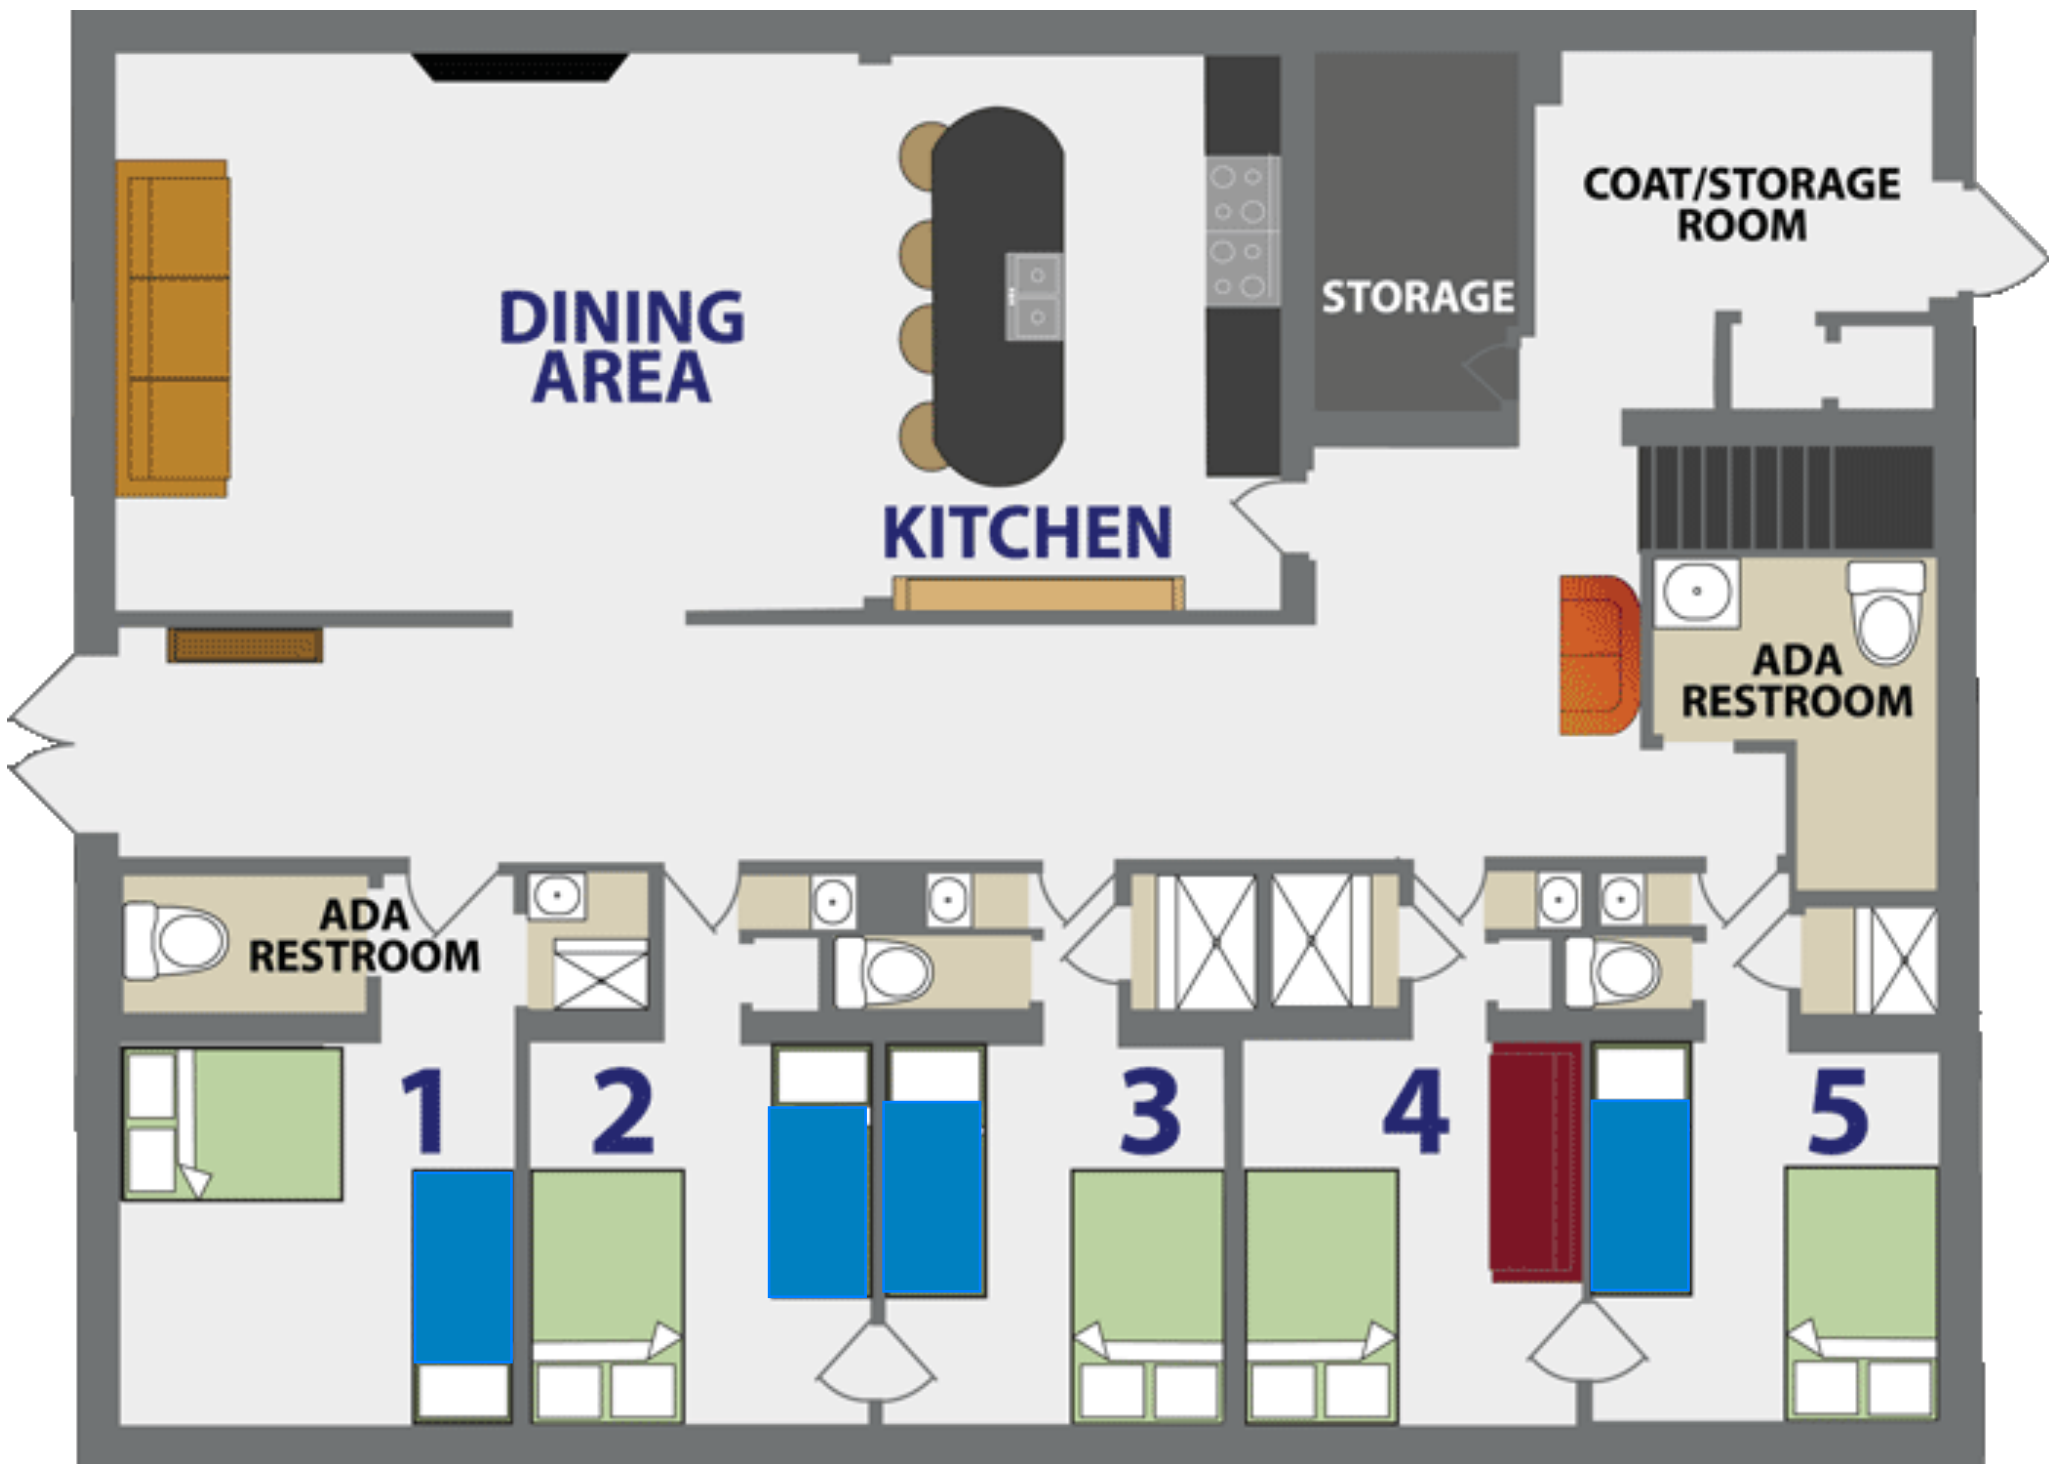 COAT/STORAGE
ROOM
STORAGE
DINING
AREA
KITCHEN
ADA
RESTROOM
ADA
RESTROOM
1
2
3
4
5